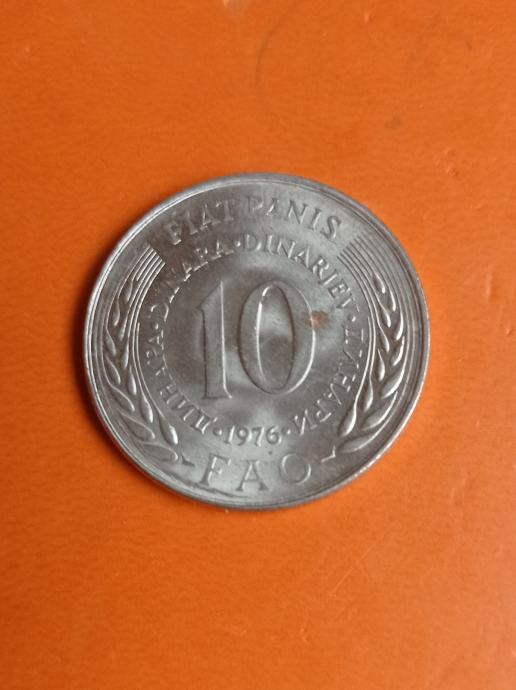 FIAT PANIS
ДИНАРА · DINARA · DINARJEV · ДИНАРИ
10
· 1976 ·
FAO